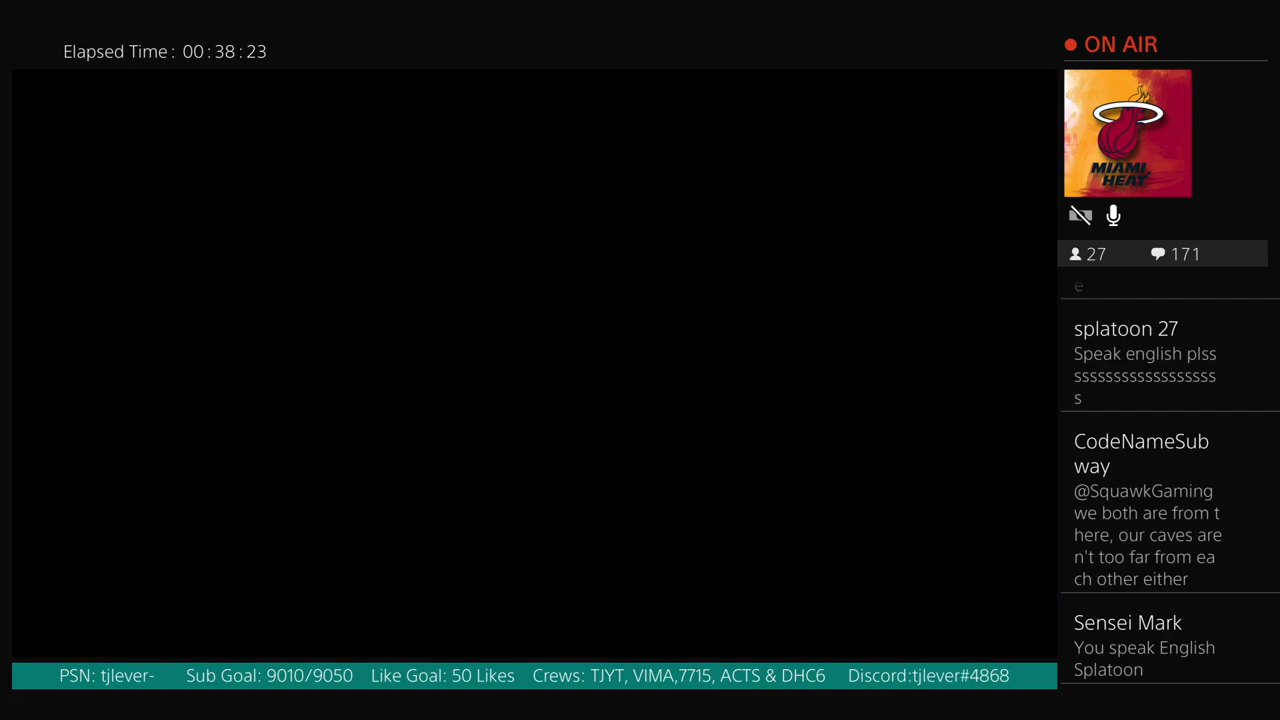 Elapsed Time: 00:38:23
ON AIR
MIAMI
HEAT
27 171
e
splatoon 27
Speak english plss
ssssssssssssssssss
s
CodeNameSub
way
@SquawkGaming
we both are from t
here, our caves are
n't too far from ea
ch other either
Sensei Mark
You speak English
Splatoon
PSN: tjlever- Sub Goal: 9010/9050 Like Goal: 50 Likes Crews: TJYT, VIMA,7715, ACTS & DHC6 Discord:tjlever#4868